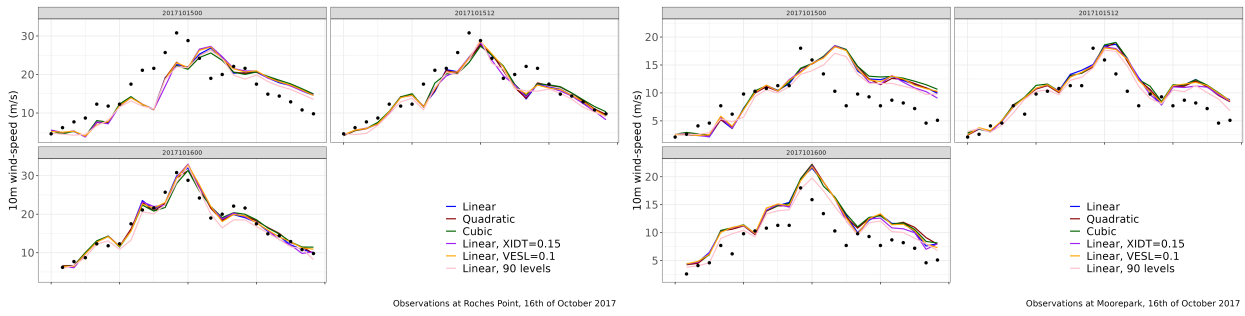 2017101500
2017101512
10m wind-speed (m/s)
30
20
10
2017101600
30
20
10
Linear
Quadratic
Cubic
Linear, XIDT=0.15
Linear, VESL=0.1
Linear, 90 levels
Observations at Roches Point, 16th of October 2017
2017101500
2017101512
10m wind-speed (m/s)
20
15
10
5
2017101600
20
15
10
5
Linear
Quadratic
Cubic
Linear, XIDT=0.15
Linear, VESL=0.1
Linear, 90 levels
Observations at Moorepark, 16th of October 2017